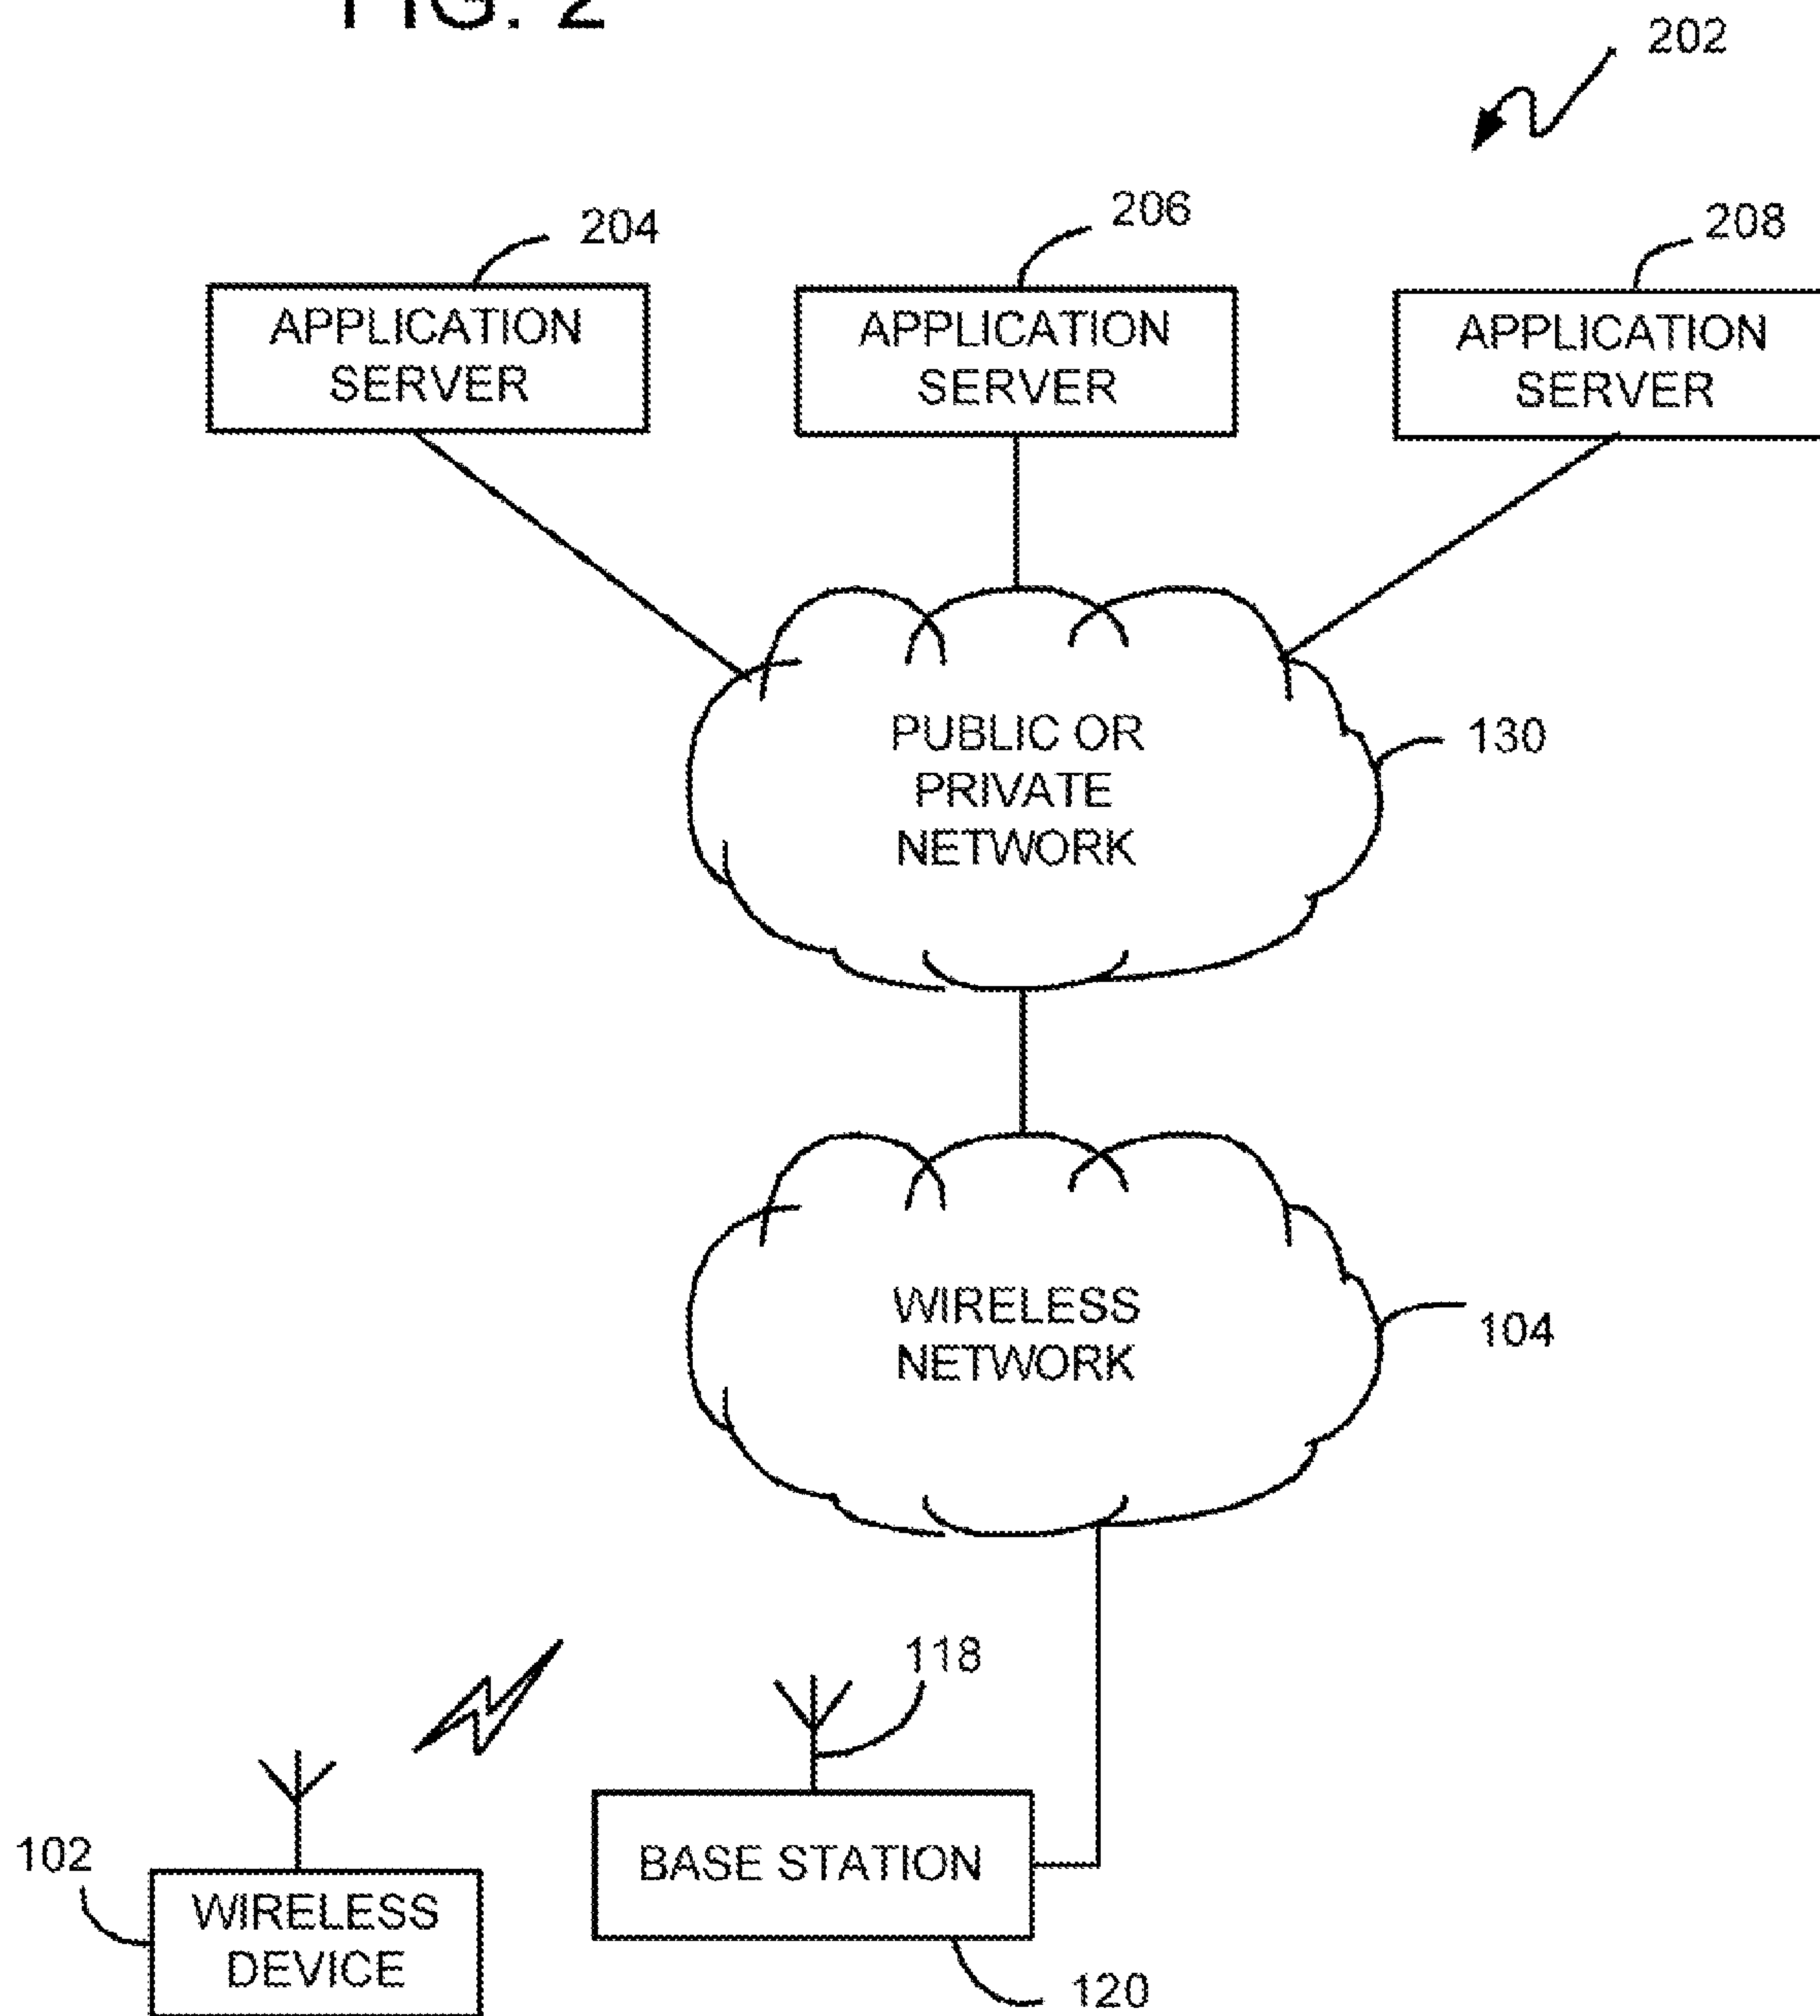 FIG. 2
202
204
206
208
APPLICATION
SERVER
APPLICATION
SERVER
APPLICATION
SERVER
PUBLIC OR
PRIVATE
NETWORK
130
WIRELESS
NETWORK
104
118
102
WIRELESS
DEVICE
BASE STATION
120